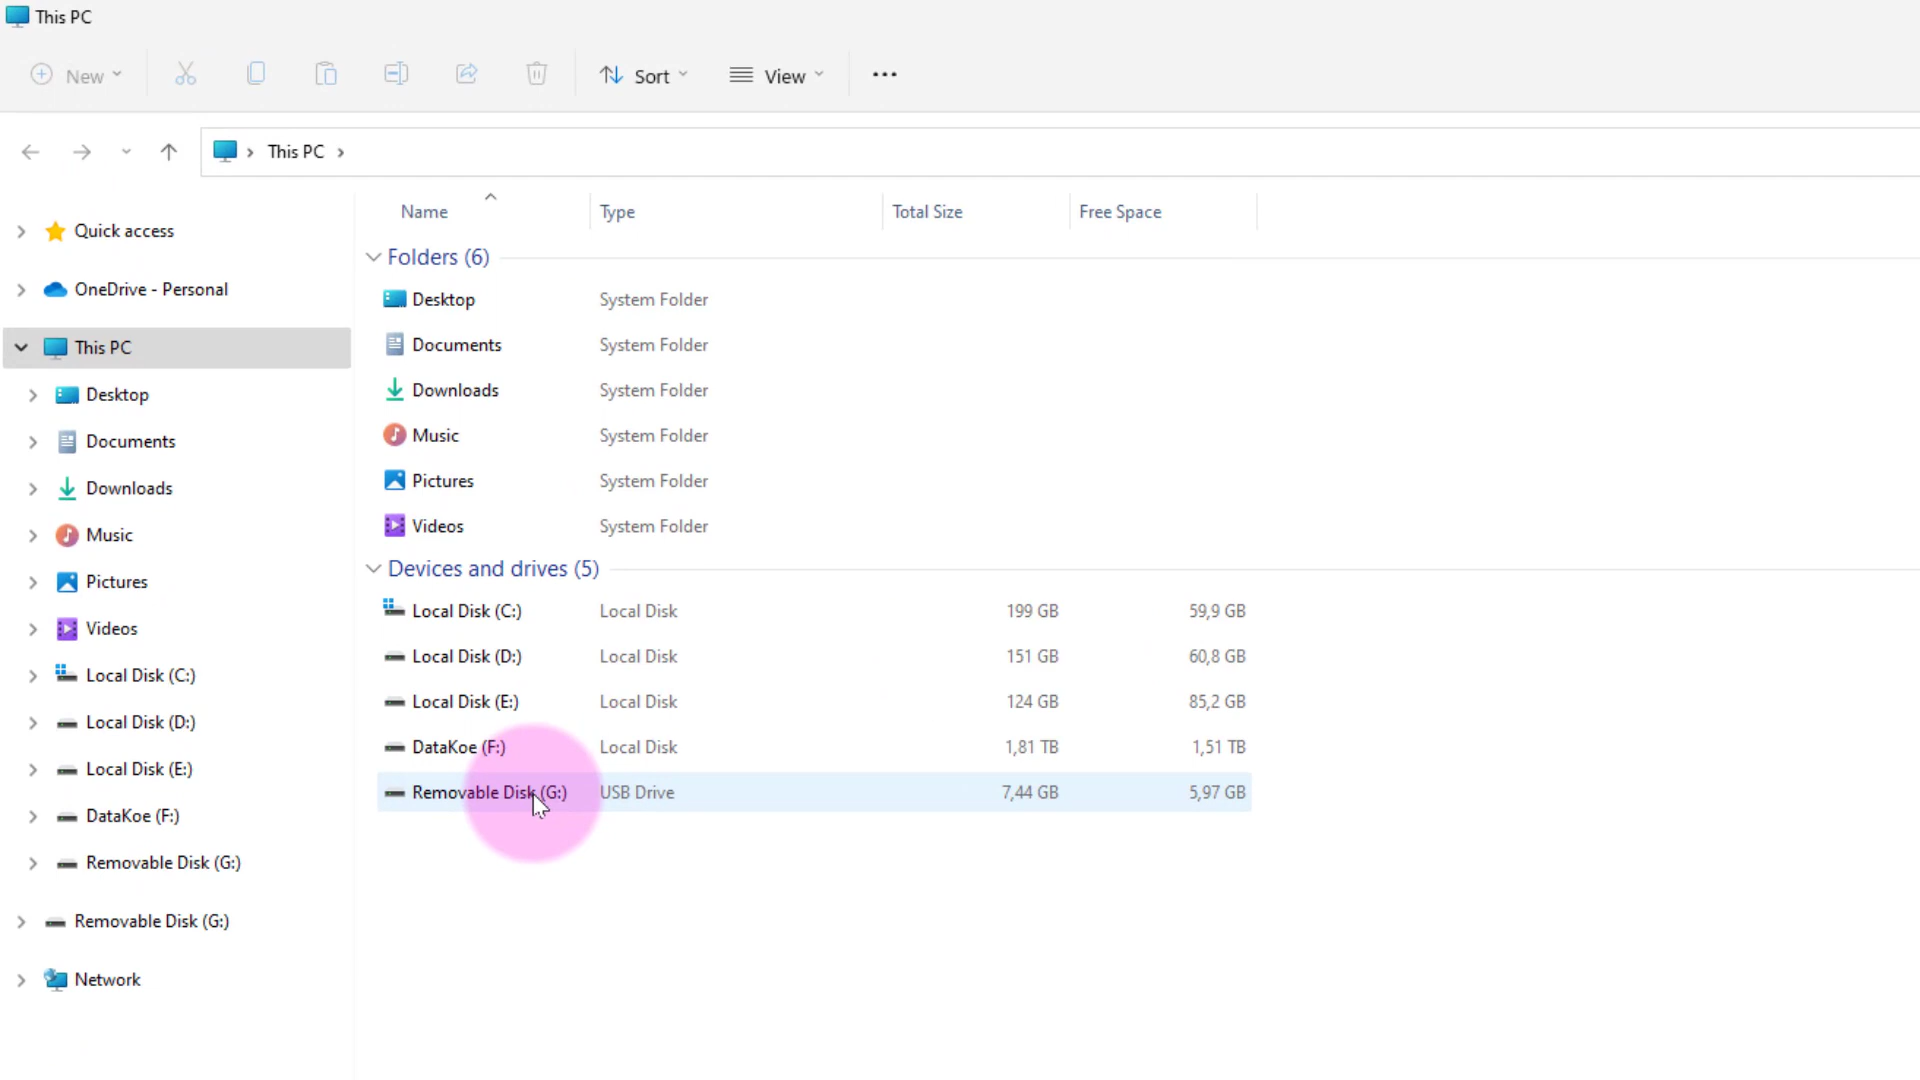 This PC
New
Sort
View
This PC
Name Type Total Size Free Space
Quick access
OneDrive - Personal
This PC
Desktop
Documents
Downloads
Music
Pictures
Videos
Local Disk (C:)
Local Disk (D:)
Local Disk (E:)
DataKoe (F:)
Removable Disk (G:)
Removable Disk (G:)
Network
Folders (6)
Desktop System Folder
Documents System Folder
Downloads System Folder
Music System Folder
Pictures System Folder
Videos System Folder
Devices and drives (5)
Local Disk (C:) Local Disk 199 GB 59,9 GB
Local Disk (D:) Local Disk 151 GB 60,8 GB
Local Disk (E:) Local Disk 124 GB 85,2 GB
DataKoe (F:) Local Disk 1,81 TB 1,51 TB
Removable Disk (G:) USB Drive 7,44 GB 5,97 GB